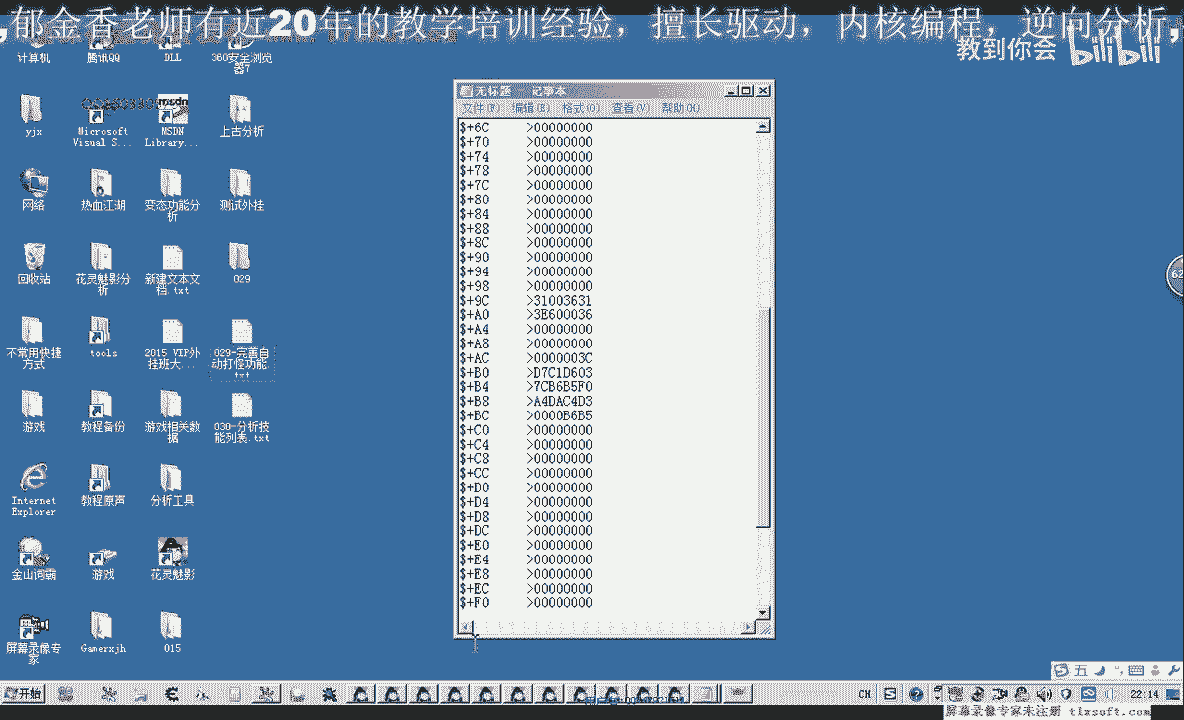 ,郁金香老师有近20年的教学培训经验，擅长驱动，内核编程，逆向分析,
教到你会 bilibili
计算机
腾讯QQ
DLL
360安全浏览器7
yjx
Microsoft Visual S...
msdn
MSDN Library...
上古分析
网络
热血江湖
变态功能分析
测试外挂
回收站
花灵魅影分析
新建文本文档.txt
029
不常用快捷方式
tools
2015 VIP外挂班大...
029-完善自动打怪功能.txt
游戏
教程备份
游戏相关数据
030-分析技能列表.txt
Internet Explorer
教程原声
分析工具
金山词霸
游戏
花灵魅影
屏幕录像专家
Gamerxjh
015
无标题 - 记事本
文件(F) 编辑(E) 格式(O) 查看(V) 帮助(H)
$+6C >00000000
$+70 >00000000
$+74 >00000000
$+78 >00000000
$+7C >00000000
$+80 >00000000
$+84 >00000000
$+88 >00000000
$+8C >00000000
$+90 >00000000
$+94 >00000000
$+98 >00000000
$+9C >31003631
$+A0 >3E600036
$+A4 >00000000
$+A8 >00000000
$+AC >0000003C
$+B0 >D7C1D603
$+B4 >7CB6B5F0
$+B8 >A4DAC4D3
$+BC >0000B6B5
$+C0 >00000000
$+C4 >00000000
$+C8 >00000000
$+CC >00000000
$+D0 >00000000
$+D4 >00000000
$+D8 >00000000
$+DC >00000000
$+E0 >00000000
$+E4 >00000000
$+E8 >00000000
$+EC >00000000
$+F0 >00000000
62
五
开始
CH
22:14
屏幕录像专家未注册 tlxsoft.com